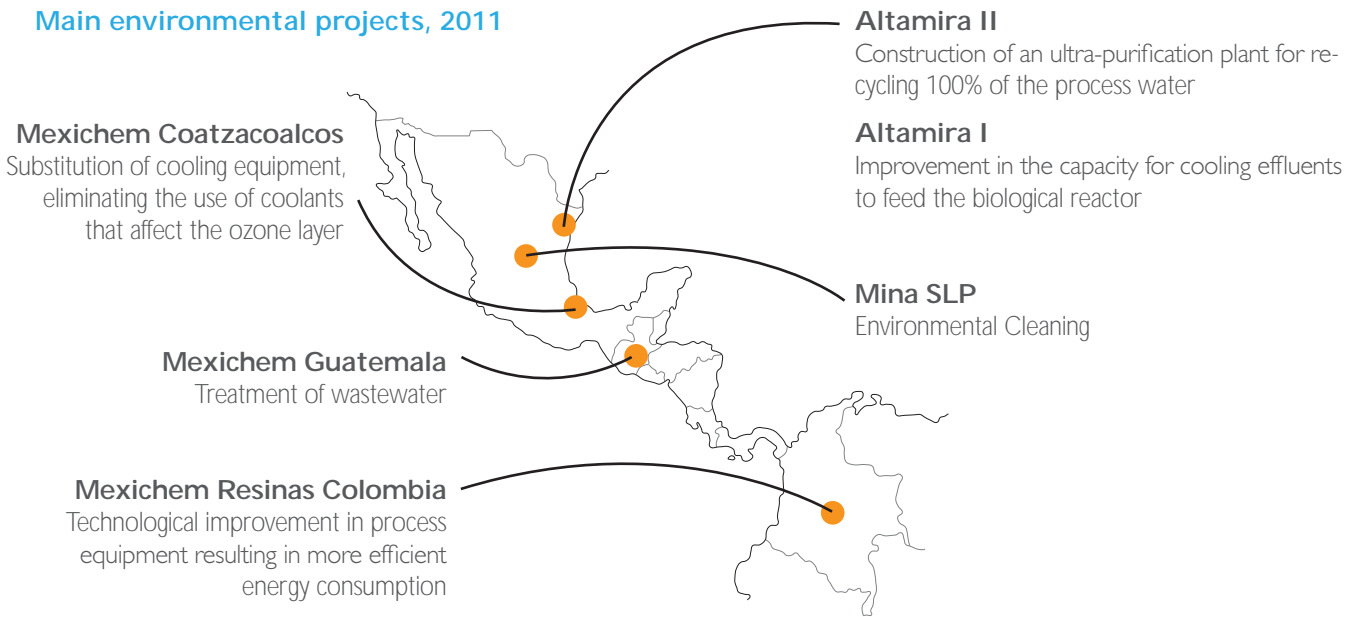 Main environmental projects, 2011
Altamira II
Construction of an ultra-purification plant for re-
cycling 100% of the process water
Altamira I
Improvement in the capacity for cooling effluents
to feed the biological reactor
Mexichem Coatzacoalcos
Substitution of cooling equipment,
eliminating the use of coolants
that affect the ozone layer
Mina SLP
Environmental Cleaning
Mexichem Guatemala
Treatment of wastewater
Mexichem Resinas Colombia
Technological improvement in process
equipment resulting in more efficient
energy consumption